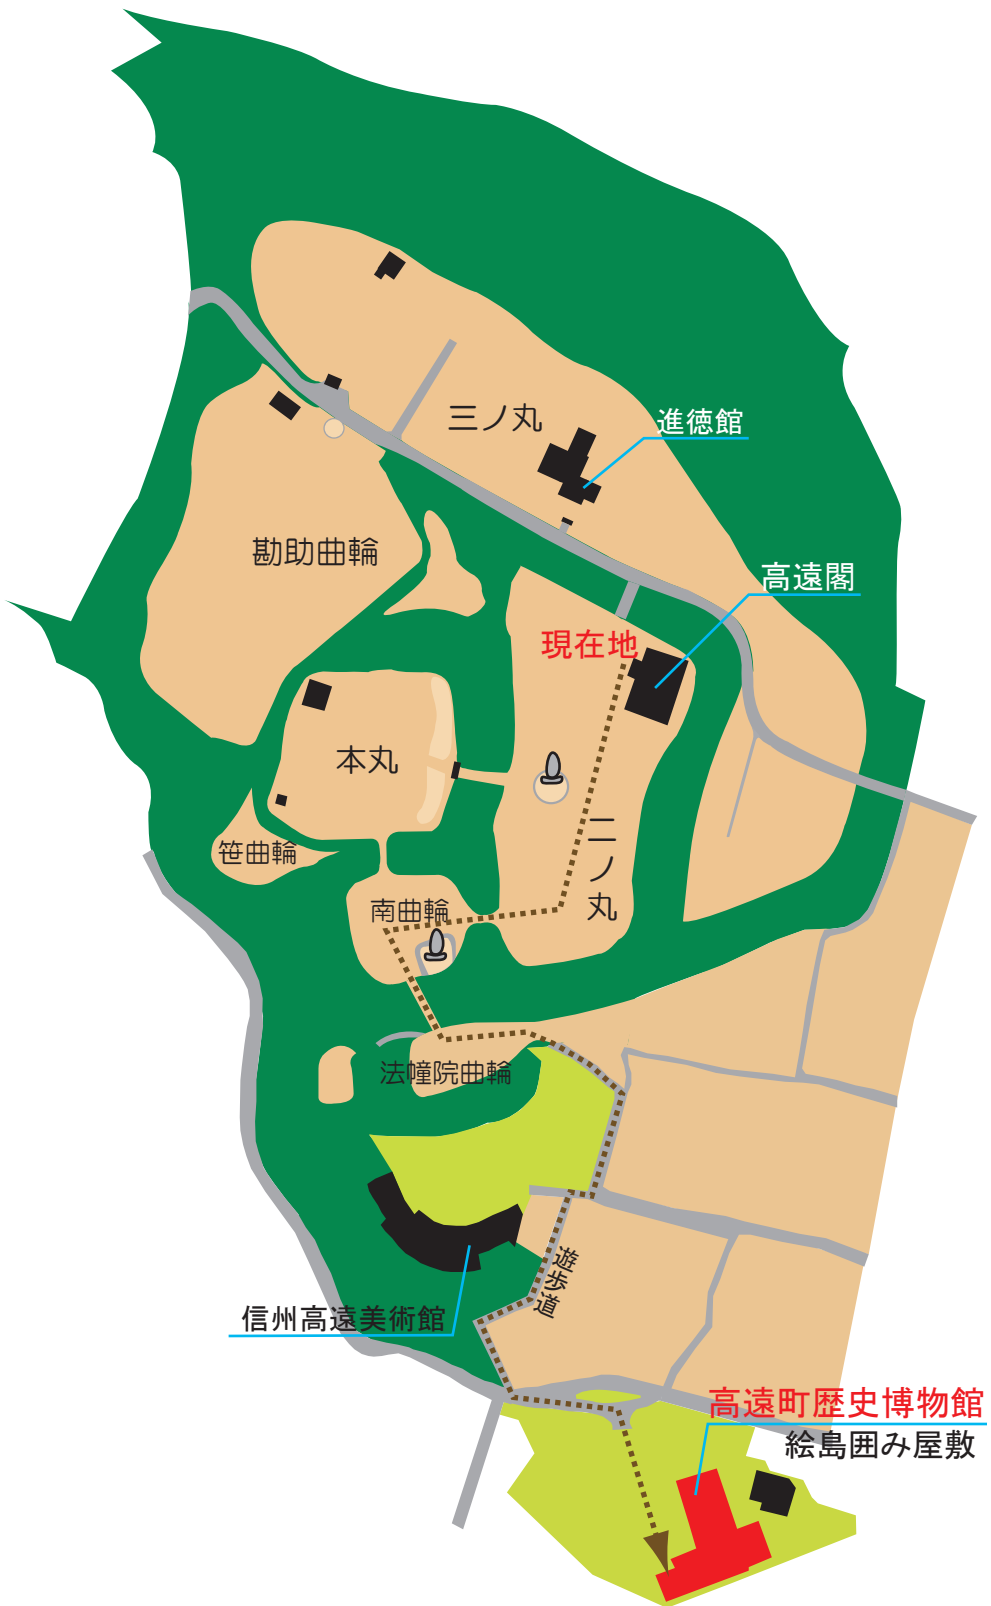 三ノ丸
進徳館
勘助曲輪
高遠閣
現在地
本丸
二ノ丸
笹曲輪
南曲輪
法幢院曲輪
遊歩道
信州高遠美術館
高遠町歴史博物館
絵島囲み屋敷